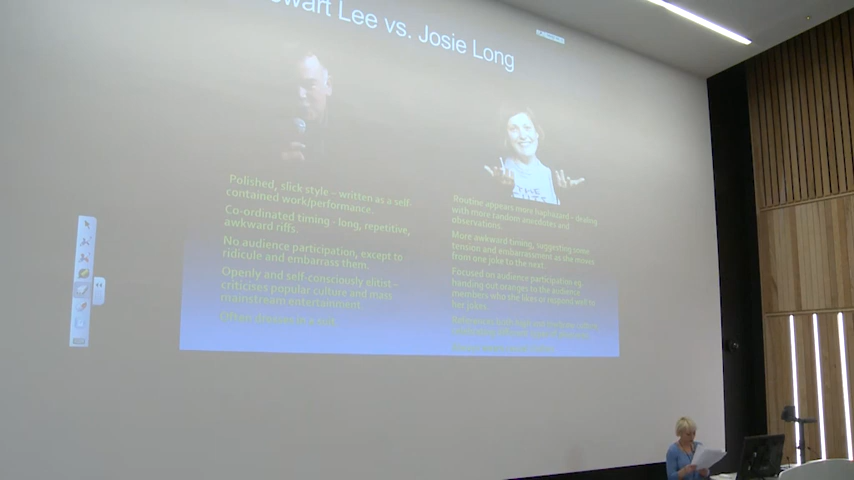 wart Lee vs. Josie Long
Polished, slick style – written as a self-
contained work/performance.
Co-ordinated timing - long, repetitive,
awkward riffs.
No audience participation, except to
ridicule and embarrass them.
Openly and self-consciously elitist –
criticises popular culture and mass
mainstream entertainment.
Often dresses in a suit
Routine appears more haphazard - dealing
with more random anecdotes and
observations.
More awkward timing, suggesting some
tension and embarrassment as she moves
from one joke to the next.
Focused on audience participation eg.
handing out oranges to the audience
members who she likes or respond well to
her jokes.